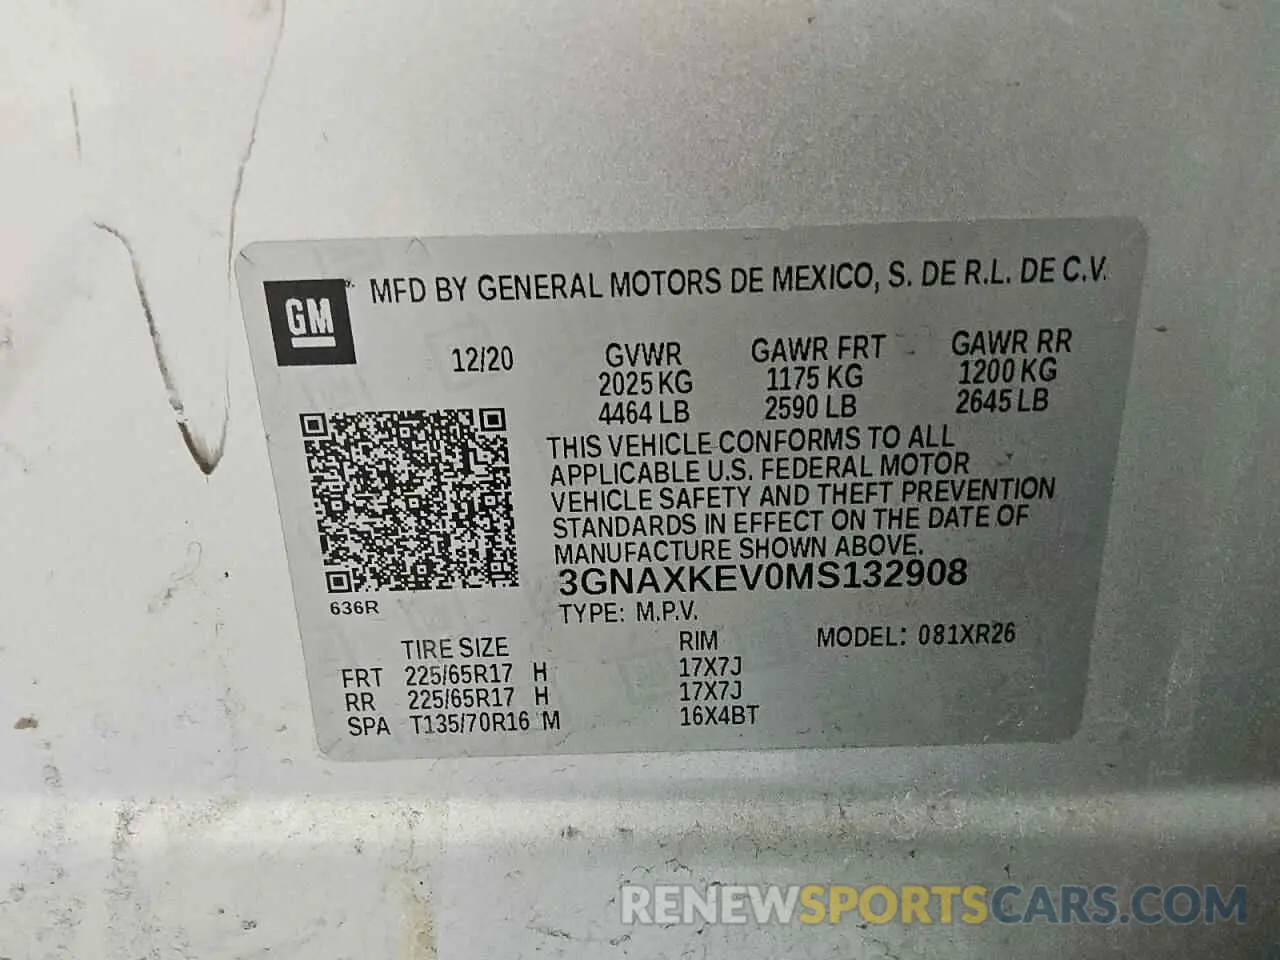 GM
MFD BY GENERAL MOTORS DE MEXICO, S. DE R.L. DE C.V.
12/20 GVWR GAWR FRT GAWR RR
2025 KG 1175 KG 1200 KG
4464 LB 2590 LB 2645 LB
THIS VEHICLE CONFORMS TO ALL
APPLICABLE U.S. FEDERAL MOTOR
VEHICLE SAFETY AND THEFT PREVENTION
STANDARDS IN EFFECT ON THE DATE OF
MANUFACTURE SHOWN ABOVE.
3GNAXKEV0MS132908
636R
TYPE: M.P.V.
TIRE SIZE RIM MODEL: 081XR26
FRT 225/65R17 H 17X7J
RR 225/65R17 H 17X7J
SPA T135/70R16 M 16X4BT
RENEWSPORTSCARS.COM